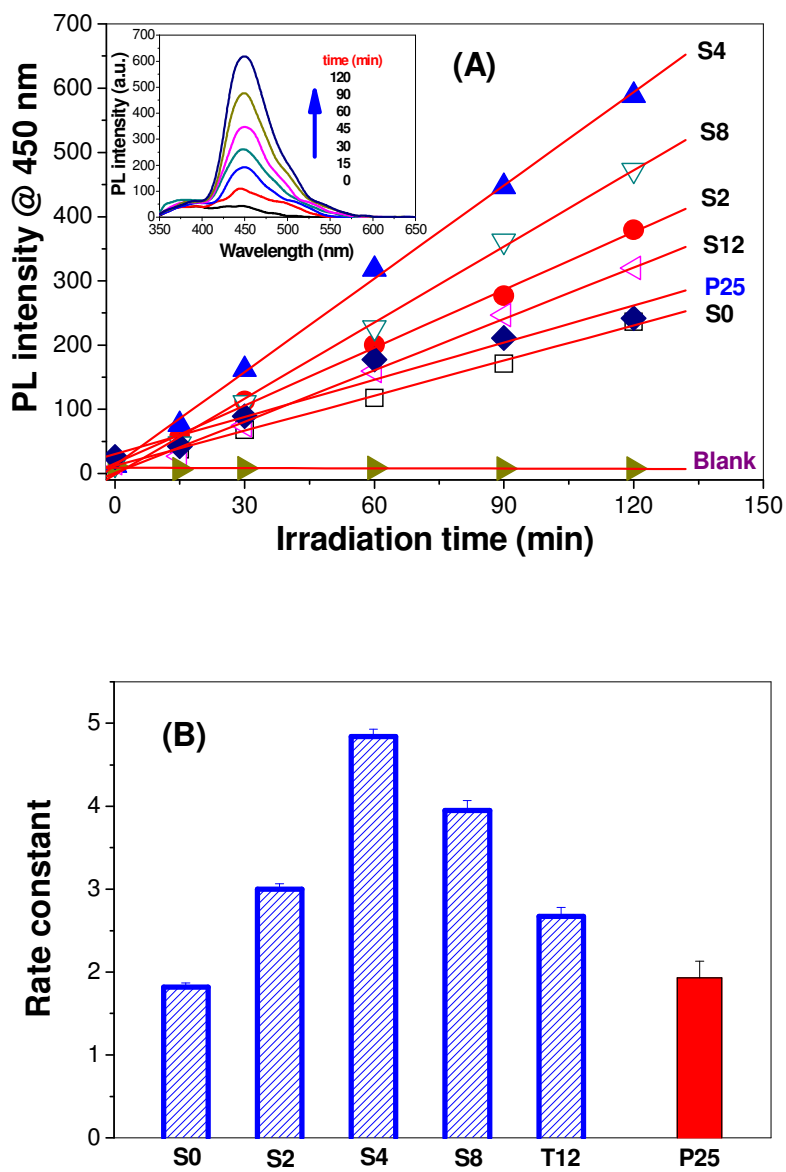 (A)
PL intensity @ 450 nm
700
600
500
400
300
200
100
0
0 30 60 90 120 150
Irradiation time (min)
S4
S8
S2
S12
P25
S0
Blank
PL intensity (a.u.)
700
600
500
400
300
200
100
0
350 400 450 500 550 600 650
Wavelength (nm)
time (min)
120
90
60
45
30
15
0
(B)
Rate constant
5
4
3
2
1
0
S0 S2 S4 S8 T12 P25